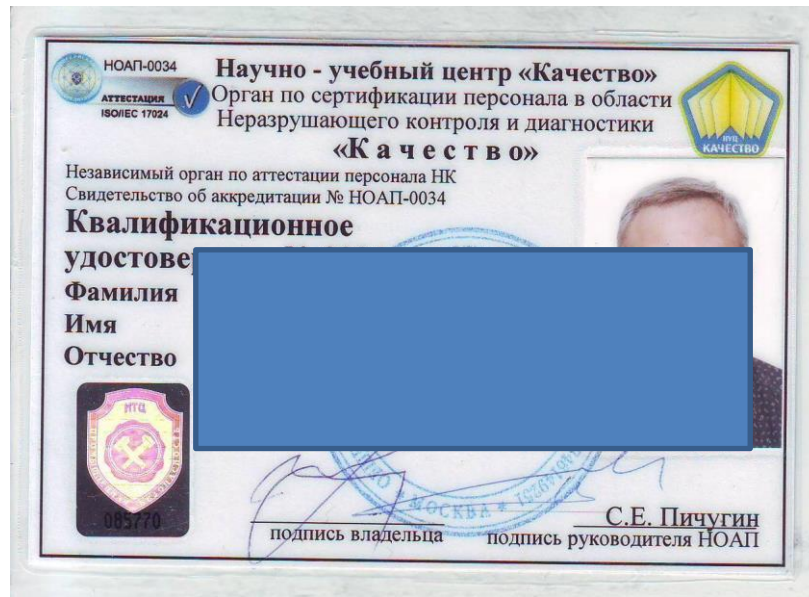 НОАП-0034
АТТЕСТАЦИЯ
ISO/IEC 17024
Научно - учебный центр «Качество»
Орган по сертификации персонала в области
Неразрушающего контроля и диагностики
«К а ч е с т в о»
НУЦ
КАЧЕСТВО
Независимый орган по аттестации персонала НК
Свидетельство об аккредитации № НОАП-0034
Квалификационное
удостове
Фамилия
Имя
Отчество
НТЦ
085770
МОСКВА
С.Е. Пичугин
подпись владельца подпись руководителя НОАП